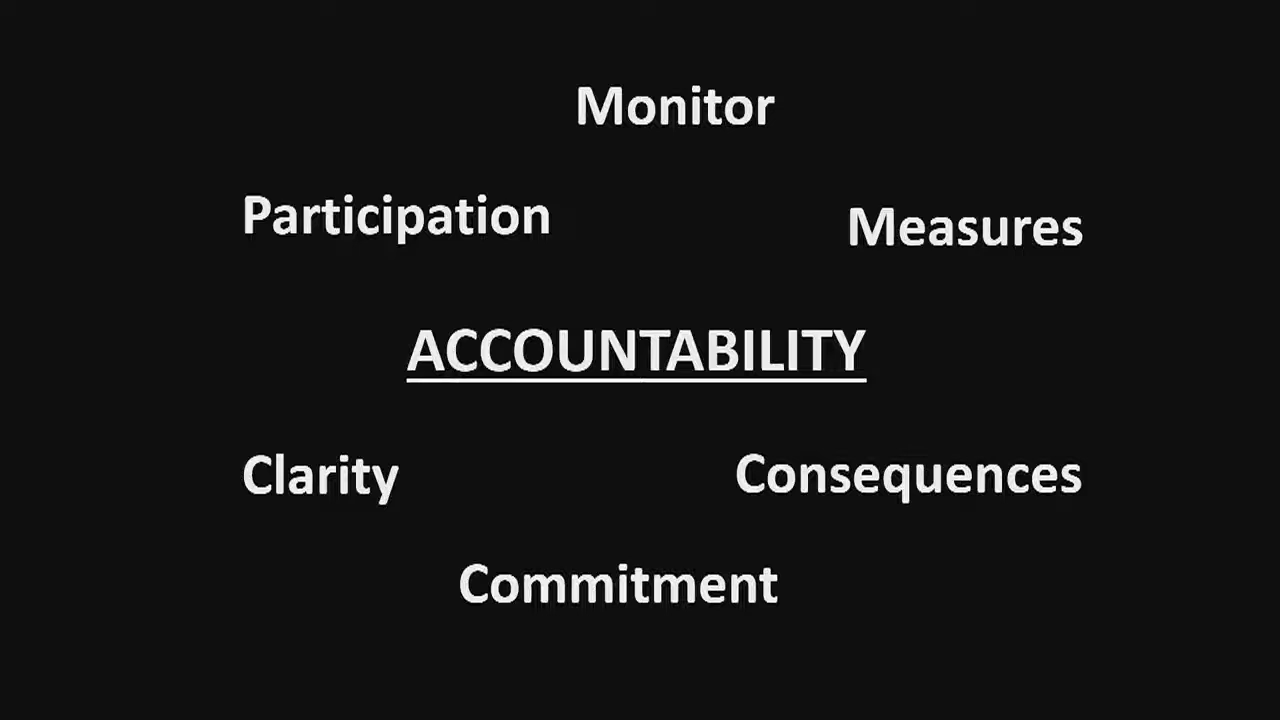 Monitor
Participation
Measures
ACCOUNTABILITY
Clarity
Consequences
Commitment